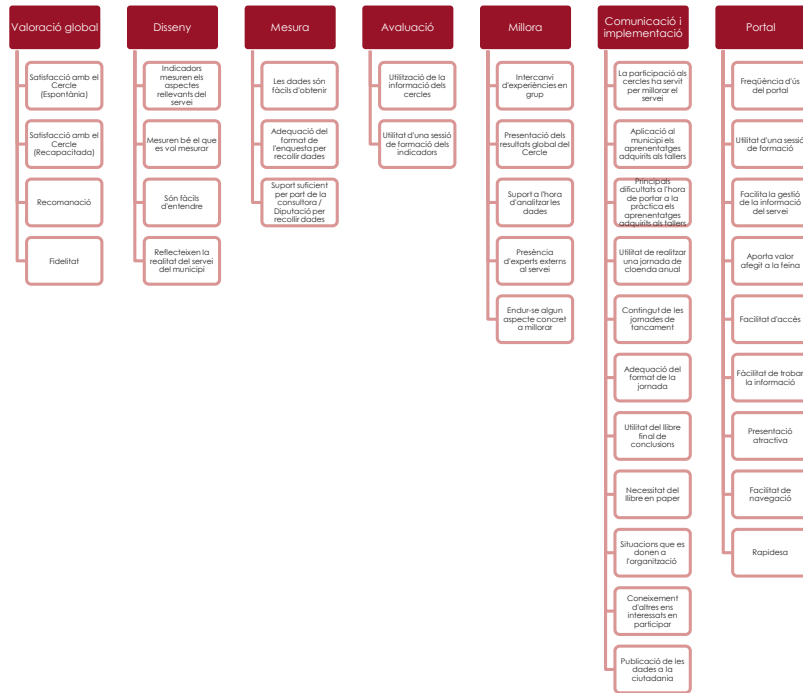 Valoració global
Satisfacció amb el
Cercle
(Espontània)
Satisfacció amb el
Cercle
(Recapacitada)
Recomanació
Fidelitat
Disseny
Indicadors
mesuren els
aspectes
rellevants del
servei
Mesuren bé el que
es vol mesurar
Són fàcils
d'entendre
Reflecteixen la
realitat del servei
del municipi
Mesura
Les dades són
fàcils d'obtenir
Adequació del
format de
l'enquesta per
recollir dades
Suport suficient
per part de la
consultora /
Diputació per
recollir dades
Avaluació
Utilització de la
informació dels
cercles
Utilitat d'una sessió
de formació dels
indicadors
Millora
Intercanvi
d'experiències en
grup
Presentació dels
resultats global del
Cercle
Suport a l'hora
d'analitzar les
dades
Presència
d'experts externs
al servei
Endur-se algun
aspecte concret
a millorar
Comunicació i
implementació
La participació als
cercles ha servit
per millorar el
servei
Aplicació al
municipi els
aprenentatges
adquirits als tallers
Principals
dificultats a l'hora
de portar a la
pràctica els
aprenentatges
adquirits als tallers
Utilitat de realitzar
una jornada de
cloenda anual
Contingut de les
jornades de
tancament
Adequació del
format de la
jornada
Utilitat del llibre
final de
conclusions
Necessitat del
llibre en paper
Situacions que es
donen a
l'organització
Coneixement
d'altres ens
interessats en
participar
Publicació de les
dades a la
ciutadania
Portal
Freqüència d'ús
del portal
Utilitat d'una sessió
de formació
Facilita la gestió
de la informació
del servei
Aporta valor
afegit a la feina
Facilitat d'accès
Fàcilitat de trobar
la informació
Presentació
atractiva
Facilitat de
navegació
Rapidesa